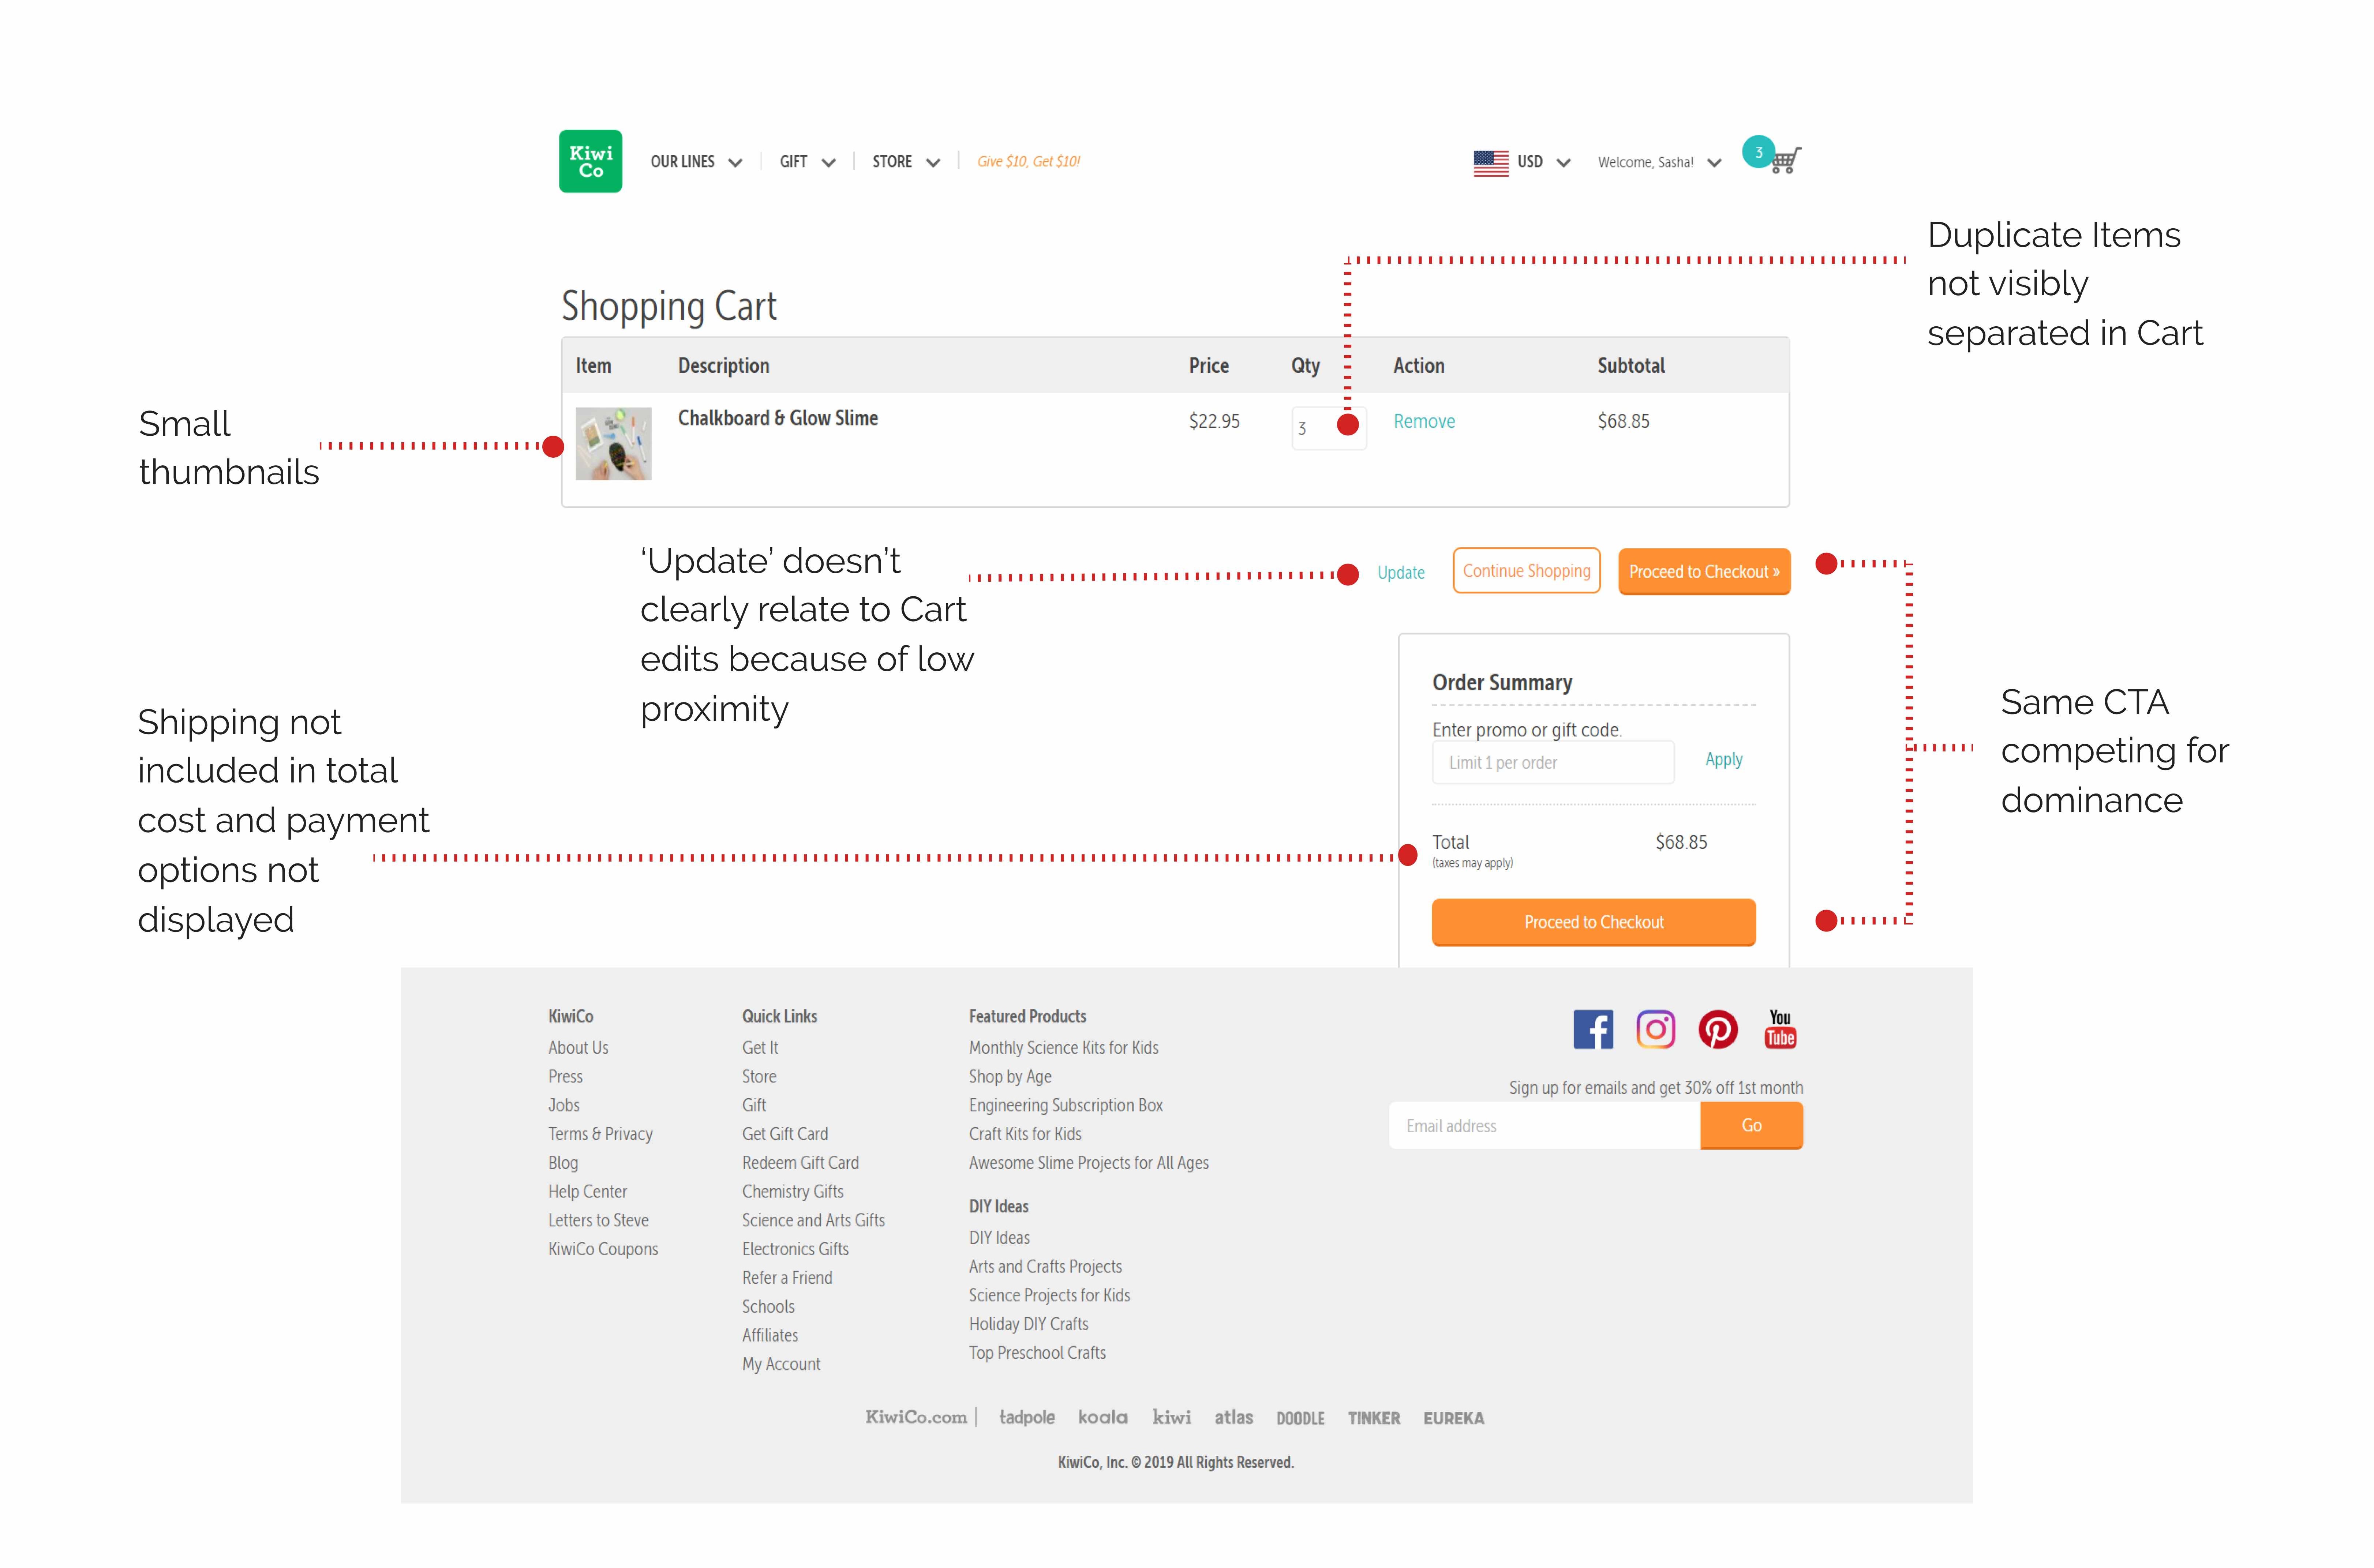 Kiwi
Co
OUR LINES
GIFT
STORE
Give $10, Get $10!
USD
Welcome, Sasha!
3
Duplicate Items
not visibly
separated in Cart
Shopping Cart
Item Description Price Qty Action Subtotal
Chalkboard & Glow Slime $22.95 3 Remove $68.85
Small
thumbnails
‘Update’ doesn’t
clearly relate to Cart
edits because of low
proximity
Update
Continue Shopping
Proceed to Checkout »
Shipping not
included in total
cost and payment
options not
displayed
Order Summary
Enter promo or gift code.
Limit 1 per order
Apply
Total $68.85
(taxes may apply)
Proceed to Checkout
Same CTA
competing for
dominance
KiwiCo
About Us
Press
Jobs
Terms & Privacy
Blog
Help Center
Letters to Steve
KiwiCo Coupons
Quick Links
Get It
Store
Gift
Get Gift Card
Redeem Gift Card
Chemistry Gifts
Science and Arts Gifts
Electronics Gifts
Refer a Friend
Schools
Affiliates
My Account
Featured Products
Monthly Science Kits for Kids
Shop by Age
Engineering Subscription Box
Craft Kits for Kids
Awesome Slime Projects for All Ages
DIY Ideas
DIY Ideas
Arts and Crafts Projects
Science Projects for Kids
Holiday DIY Crafts
Top Preschool Crafts
You
Tube
Sign up for emails and get 30% off 1st month
Email address
Go
KiwiCo.com | tadpole koala kiwi atlas DOODLE TINKER EUREKA
KiwiCo, Inc. © 2019 All Rights Reserved.